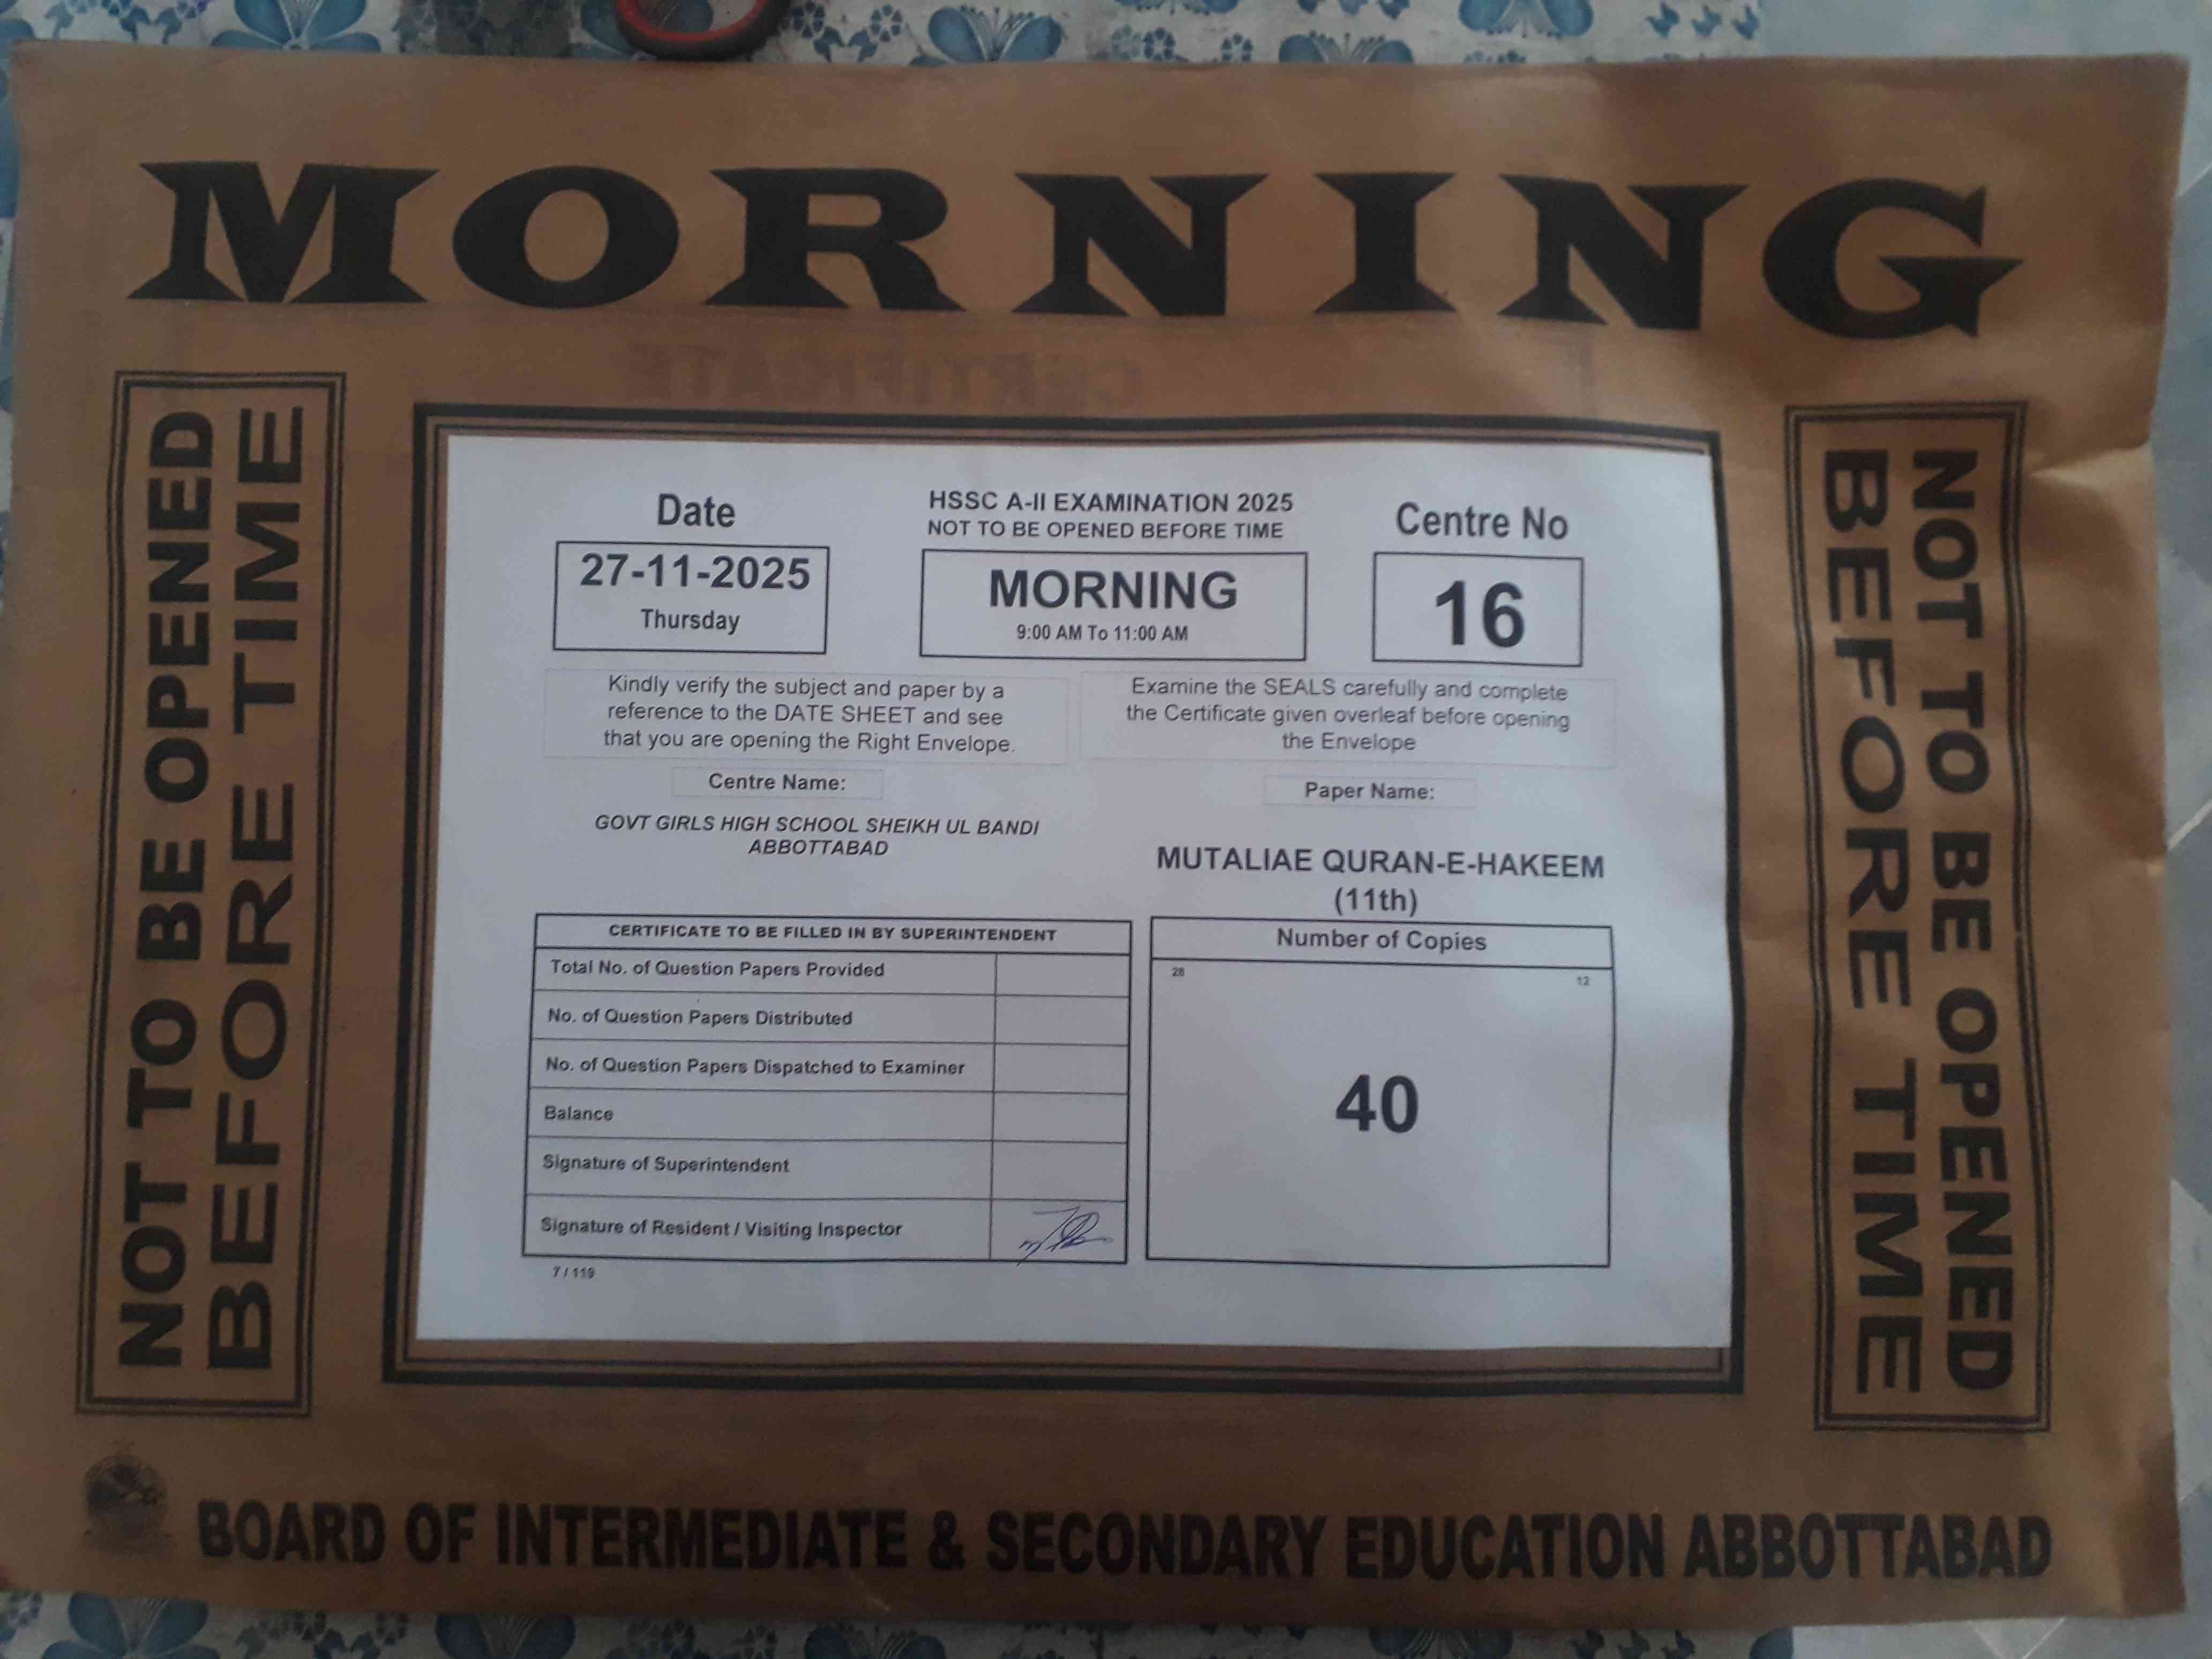 MORNING
CERTIFICATE
NOT TO BE OPENED
BEFORE TIME
Date
27-11-2025
Thursday
HSSC A-II EXAMINATION 2025
NOT TO BE OPENED BEFORE TIME
MORNING
9:00 AM To 11:00 AM
Centre No
16
Kindly verify the subject and paper by a
reference to the DATE SHEET and see
that you are opening the Right Envelope.
Examine the SEALS carefully and complete
the Certificate given overleaf before opening
the Envelope
Centre Name:
GOVT GIRLS HIGH SCHOOL SHEIKH UL BANDI
ABBOTTABAD
Paper Name:
MUTALIAE QURAN-E-HAKEEM
(11th)
CERTIFICATE TO BE FILLED IN BY SUPERINTENDENT
Total No. of Question Papers Provided
No. of Question Papers Distributed
No. of Question Papers Dispatched to Examiner
Balance
Signature of Superintendent
Signature of Resident / Visiting Inspector
7 / 119
Number of Copies
28
12
40
NOT TO BE OPENED
BEFORE TIME
BOARD OF INTERMEDIATE & SECONDARY EDUCATION ABBOTTABAD